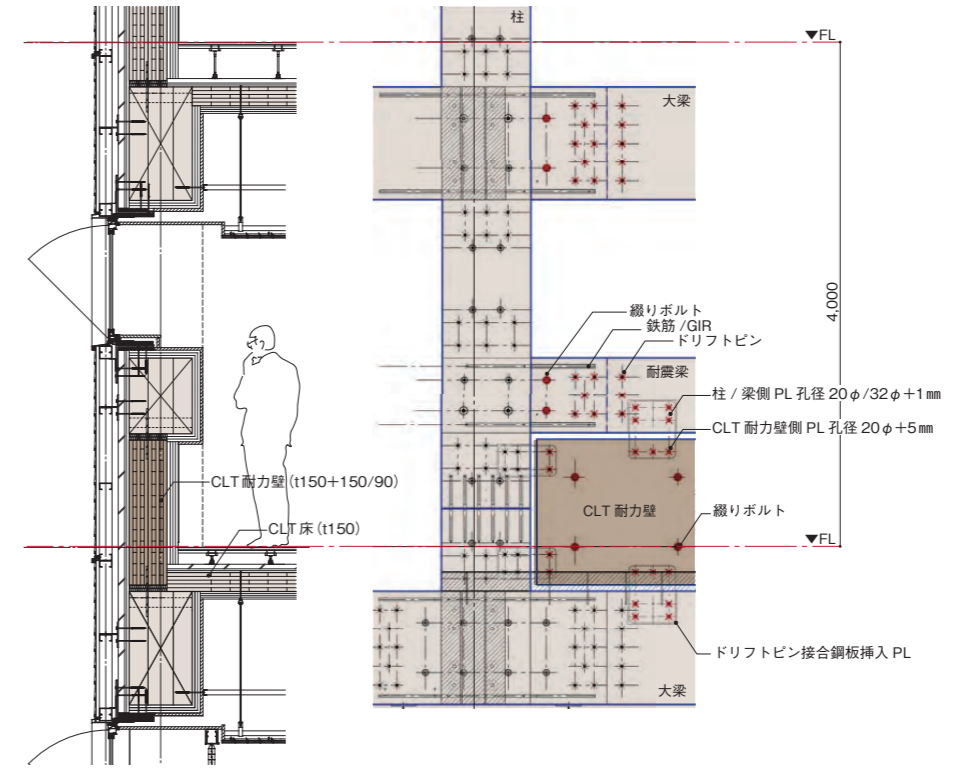 柱
▼FL
大梁
4,000
綴りボルト
鉄筋 /GIR
ドリフトピン
耐震梁
柱 / 梁側 PL 孔径 20φ/32φ+1㎜
CLT 耐力壁側 PL 孔径 20φ+5㎜
CLT 耐力壁(t150+150/90)
CLT 耐力壁
綴りボルト
CLT 床(t150)
▼FL
ドリフトピン接合鋼板挿入 PL
大梁